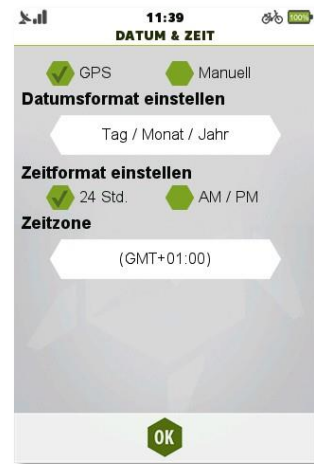 11:39
100%
DATUM & ZEIT
GPS Manuell
Datumsformat einstellen
Tag / Monat / Jahr
Zeitformat einstellen
24 Std. AM / PM
Zeitzone
(GMT+01:00)
OK